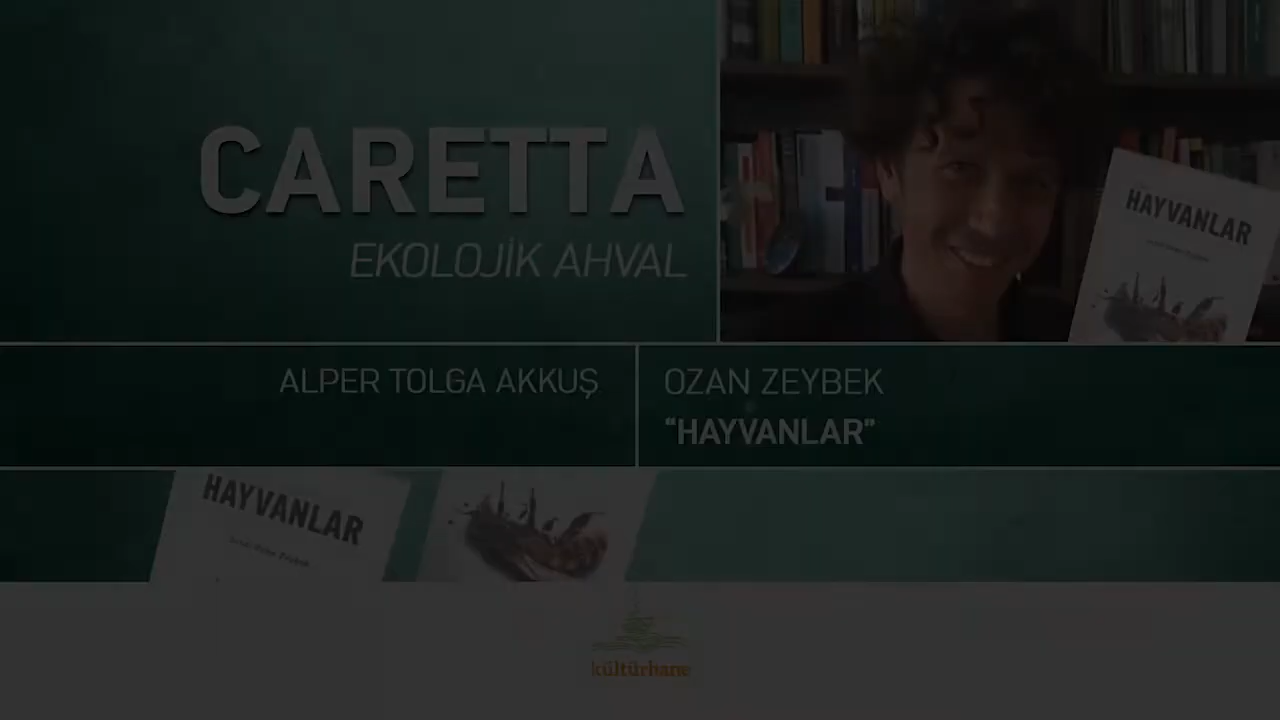 CARETTA
EKOLOJİK AHVAL
HAYVANLAR
ALPER TOLGA AKKUŞ
OZAN ZEYBEK
"HAYVANLAR"
HAYVANLAR
kültürhane